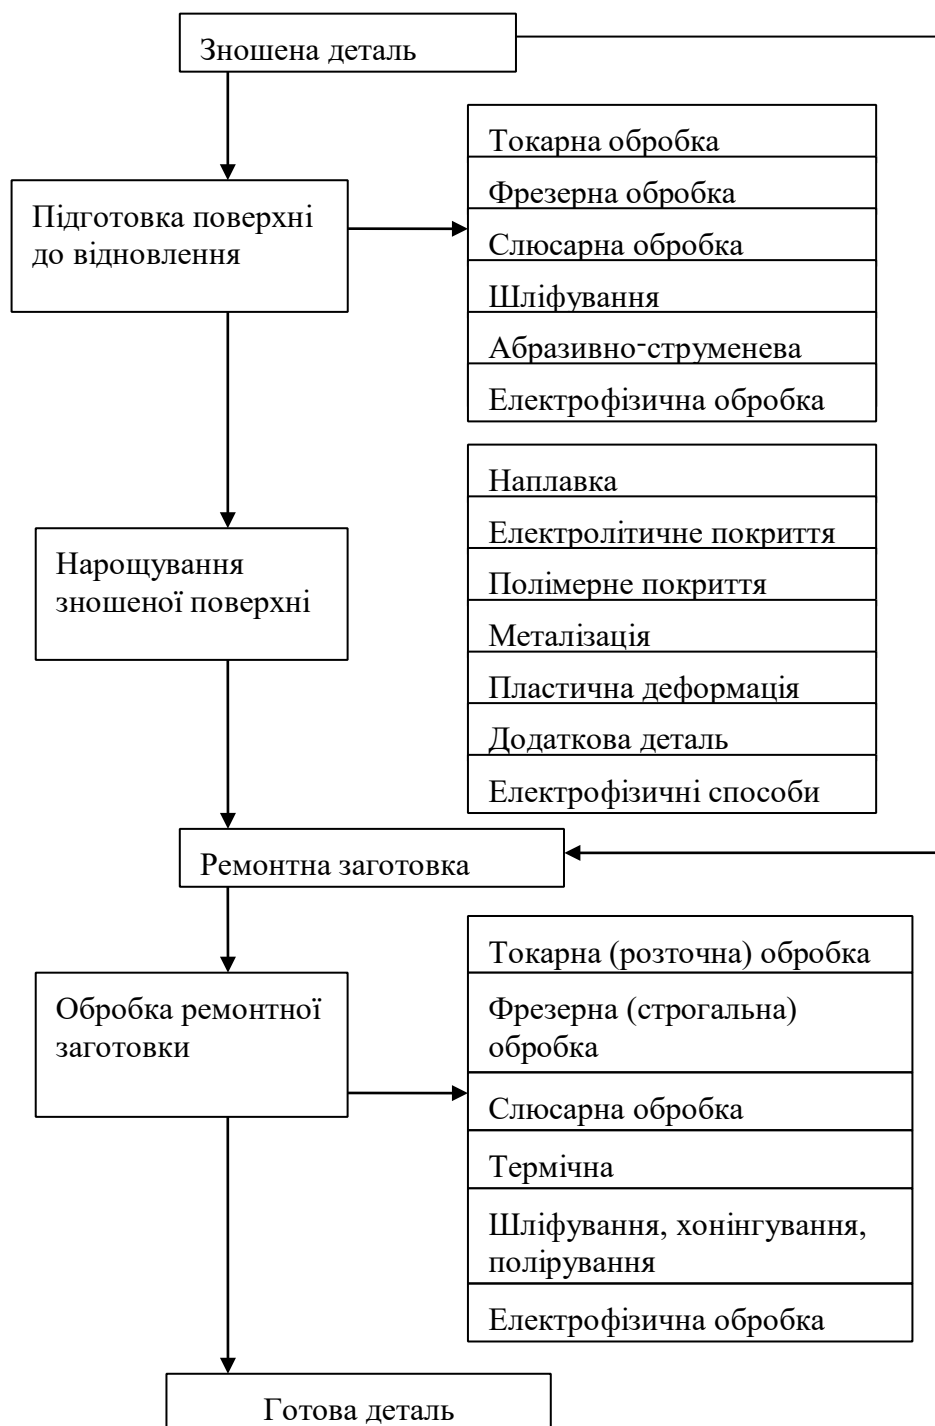 Зношена деталь
Токарна обробка
Підготовка поверхні
до відновлення
Фрезерна обробка
Слюсарна обробка
Шліфування
Абразивно-струменева
Електрофізична обробка
Наплавка
Нарощування
зношеної поверхні
Електролітичне покриття
Полімерне покриття
Металізація
Пластична деформація
Додаткова деталь
Електрофізичні способи
Ремонтна заготовка
Обробка ремонтної
заготовки
Токарна (розточна) обробка
Фрезерна (строгальна)
обробка
Слюсарна обробка
Термічна
Шліфування, хонінгування,
полірування
Електрофізична обробка
Готова деталь